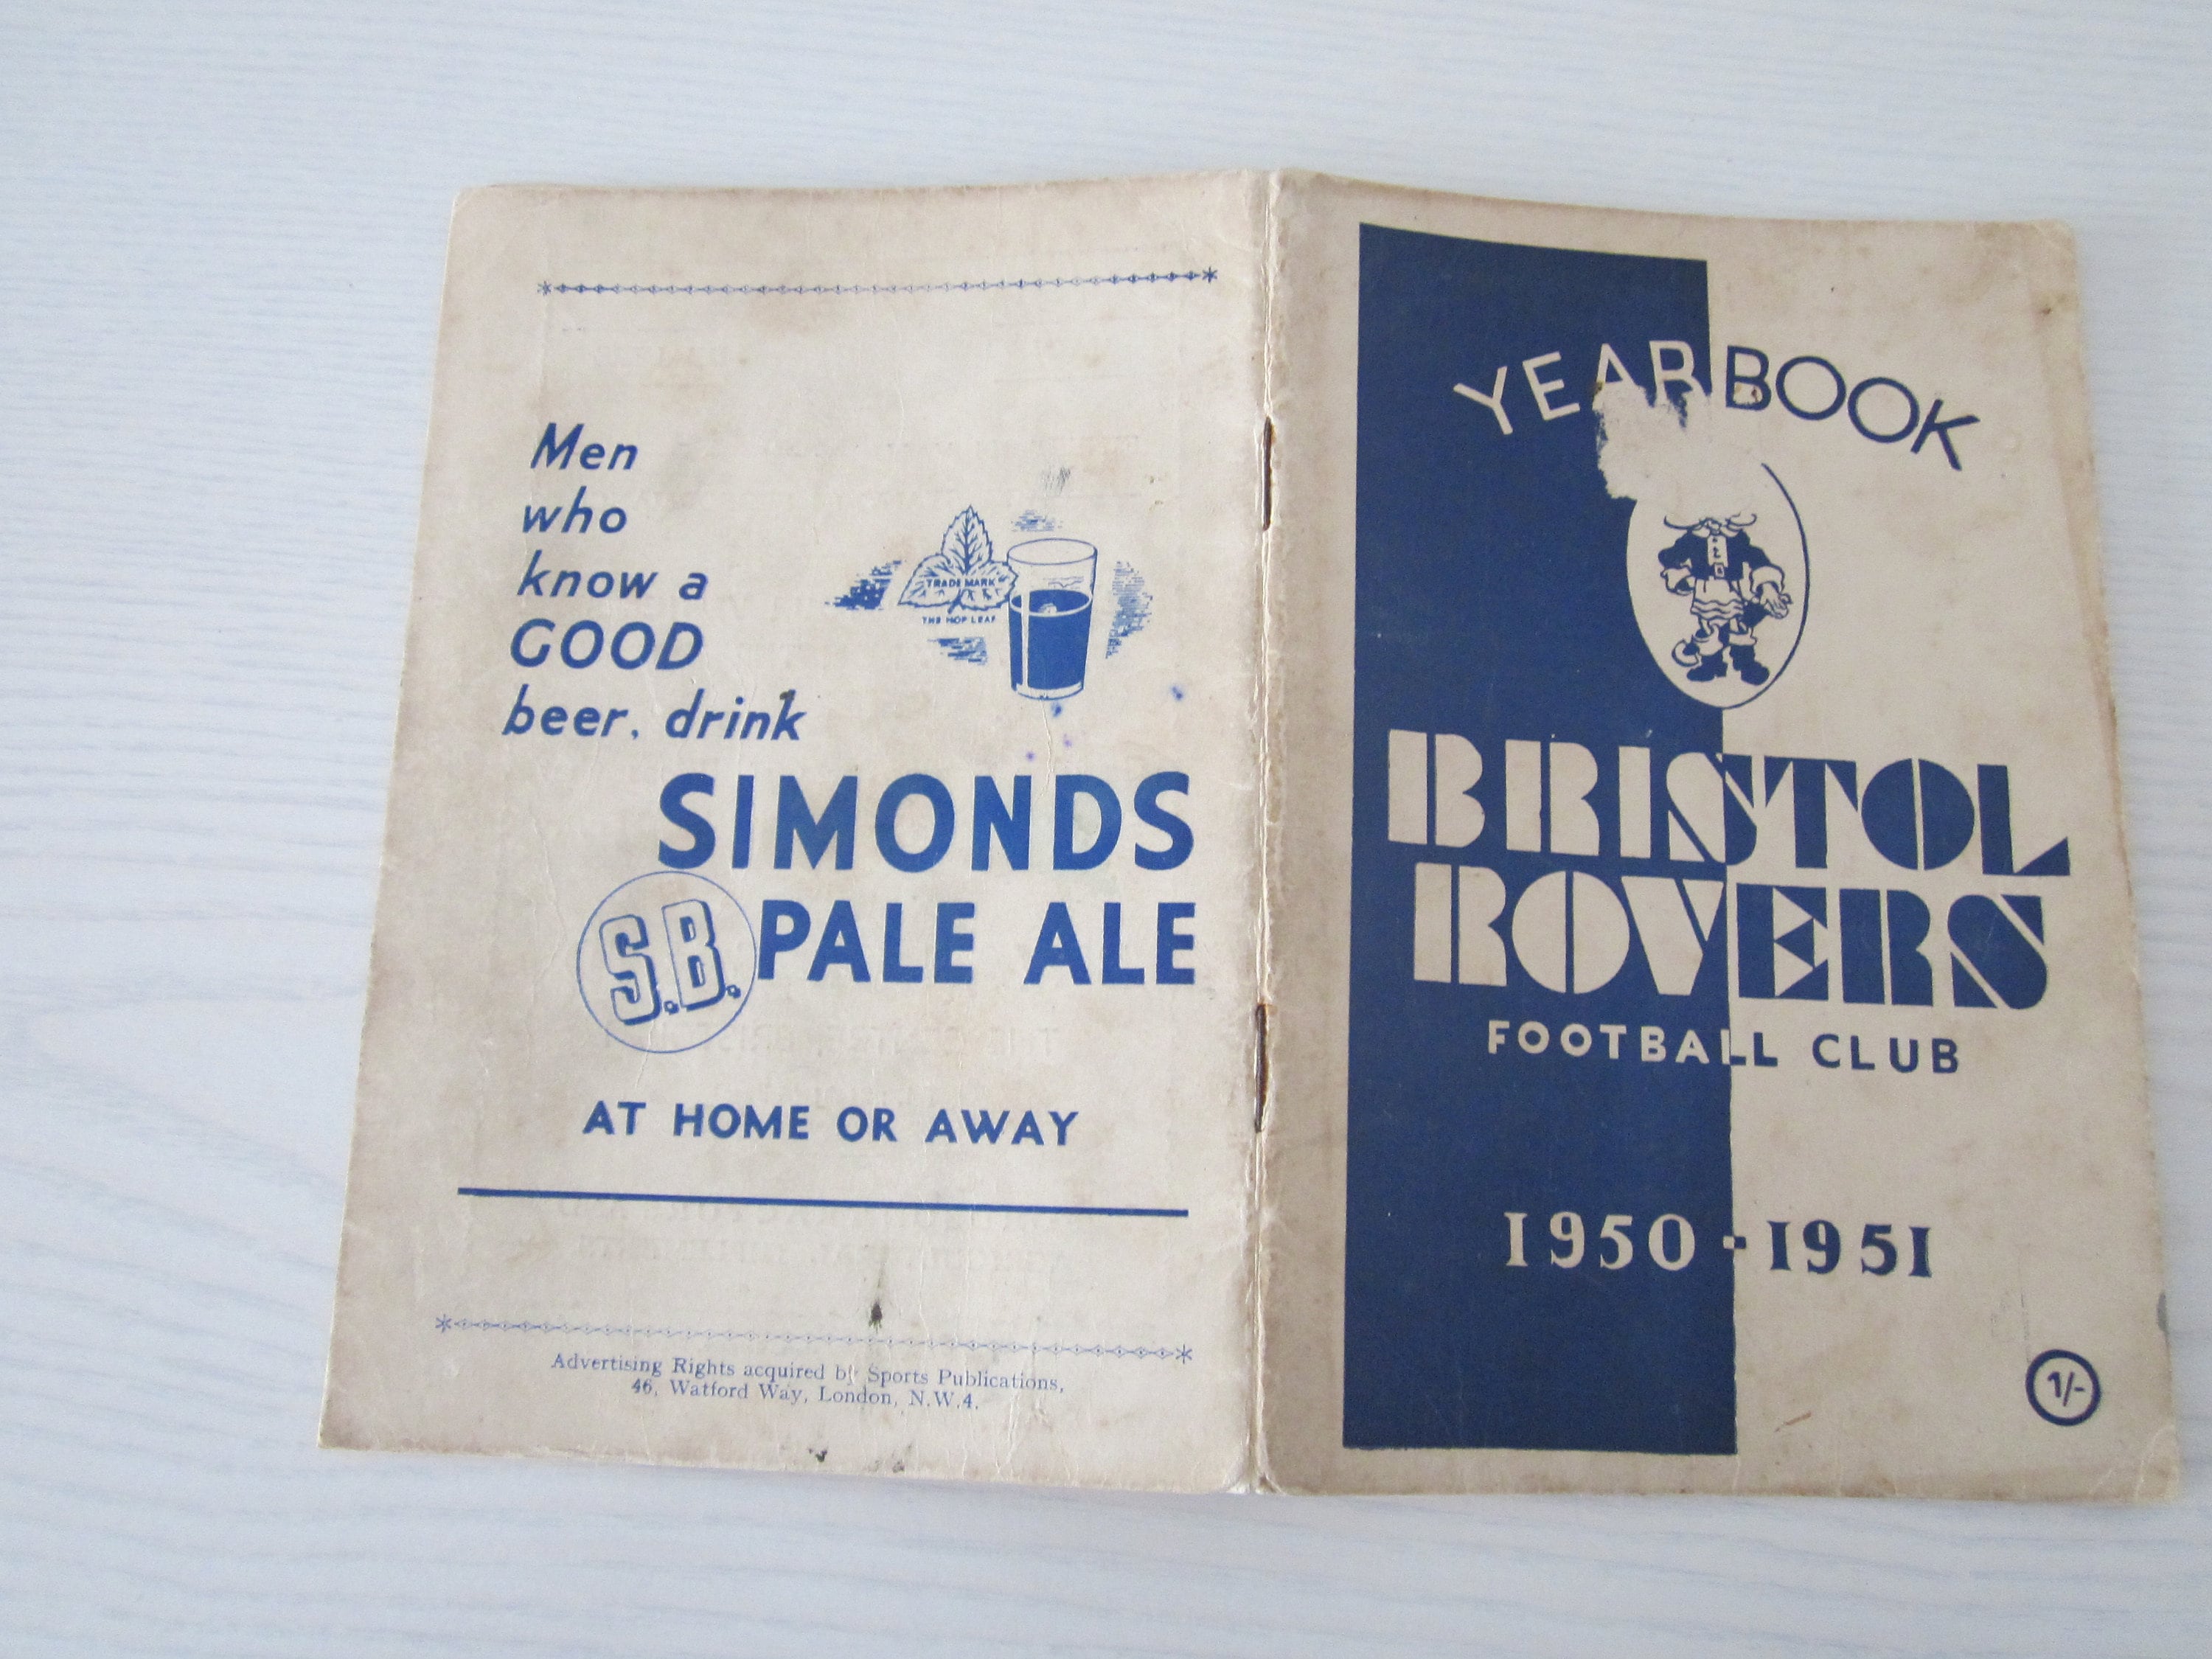 Men
who
know a
GOOD
beer, drink
TRADE MARK
THE HOP LEAF
SIMONDS
S.B. PALE ALE
AT HOME OR AWAY
Advertising Rights acquired by Sports Publications,
46, Watford Way, London, N.W.4.
YEAR BOOK
BRISTOL
ROVERS
FOOTBALL CLUB
1950-1951
1/-